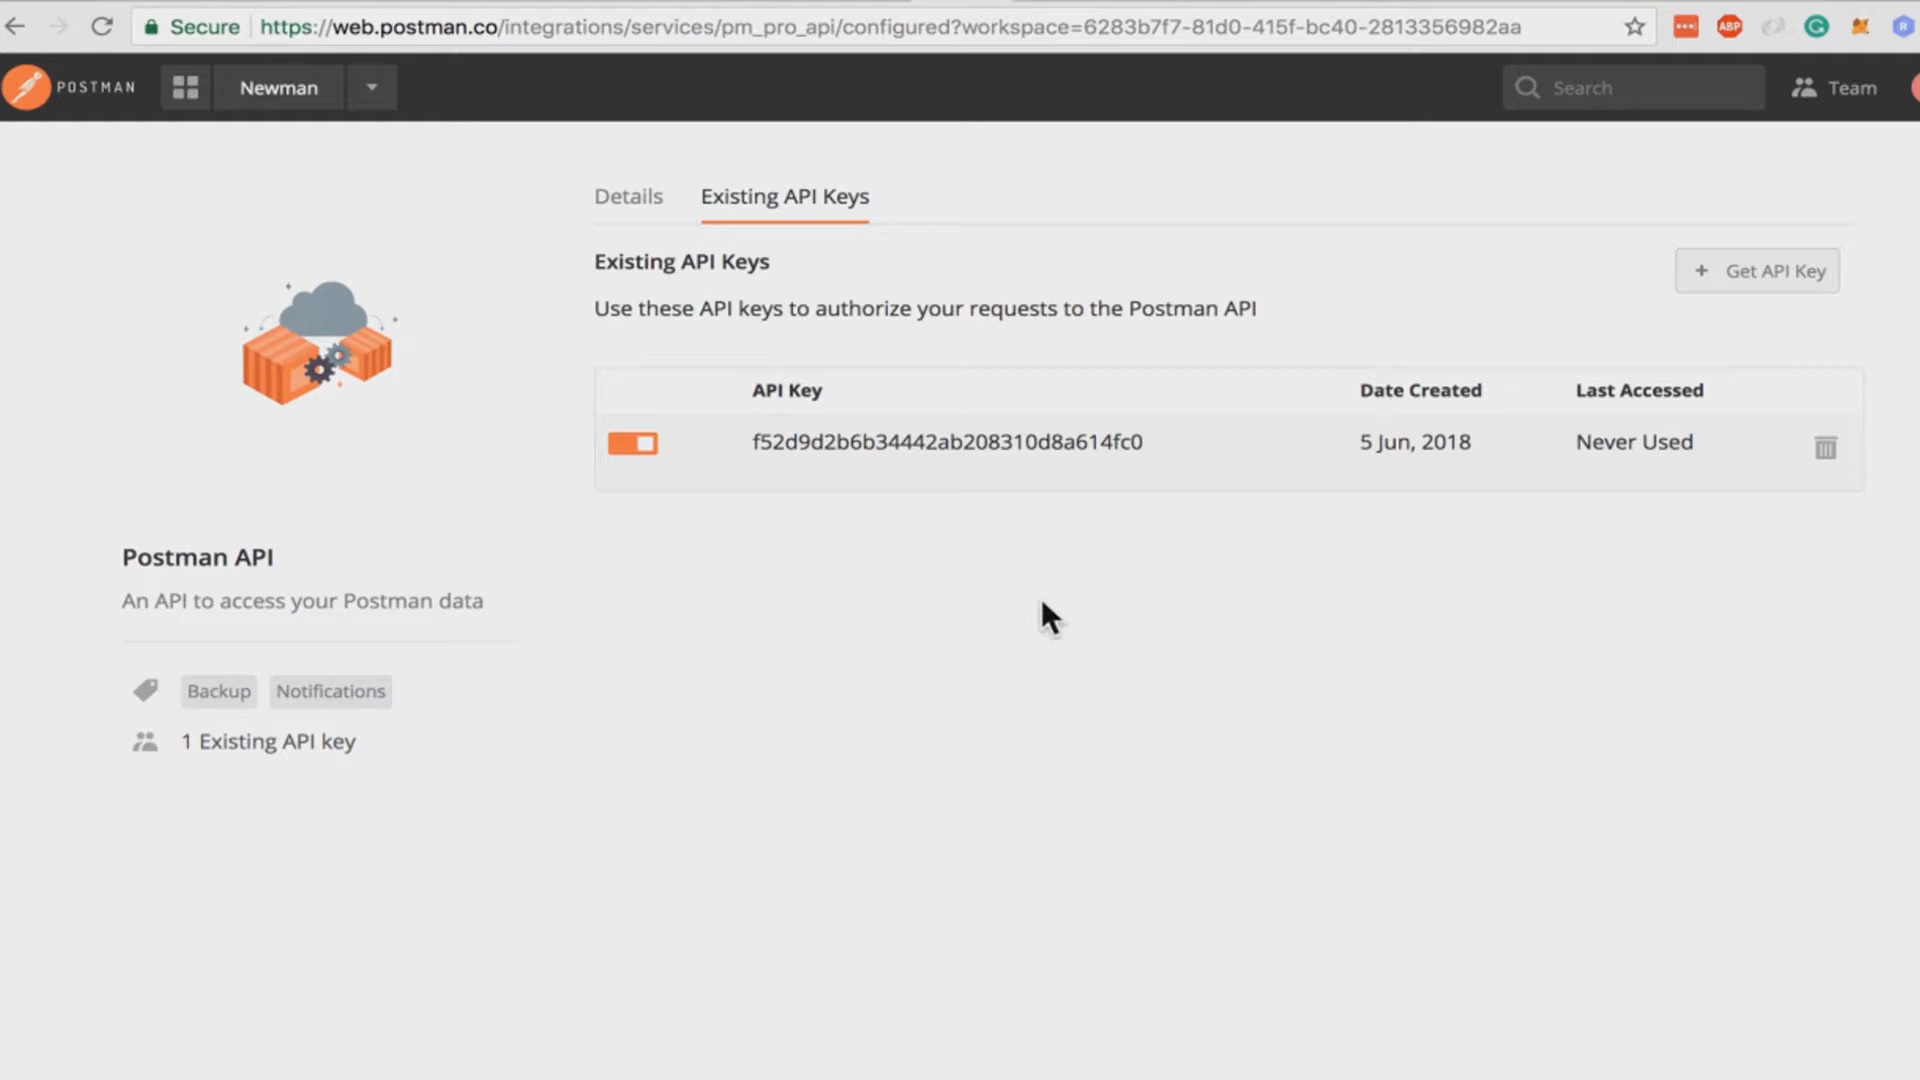 Secure https://web.postman.co/integrations/services/pm_pro_api/configured?workspace=6283b7f7-81d0-415f-bc40-2813356982aa
ABP
G
R
POSTMAN
Newman
Search
Team
Details
Existing API Keys
Existing API Keys
Get API Key
Use these API keys to authorize your requests to the Postman API
API Key Date Created Last Accessed
f52d9d2b6b34442ab208310d8a614fc0 5 Jun, 2018 Never Used
Postman API
An API to access your Postman data
Backup Notifications
1 Existing API key